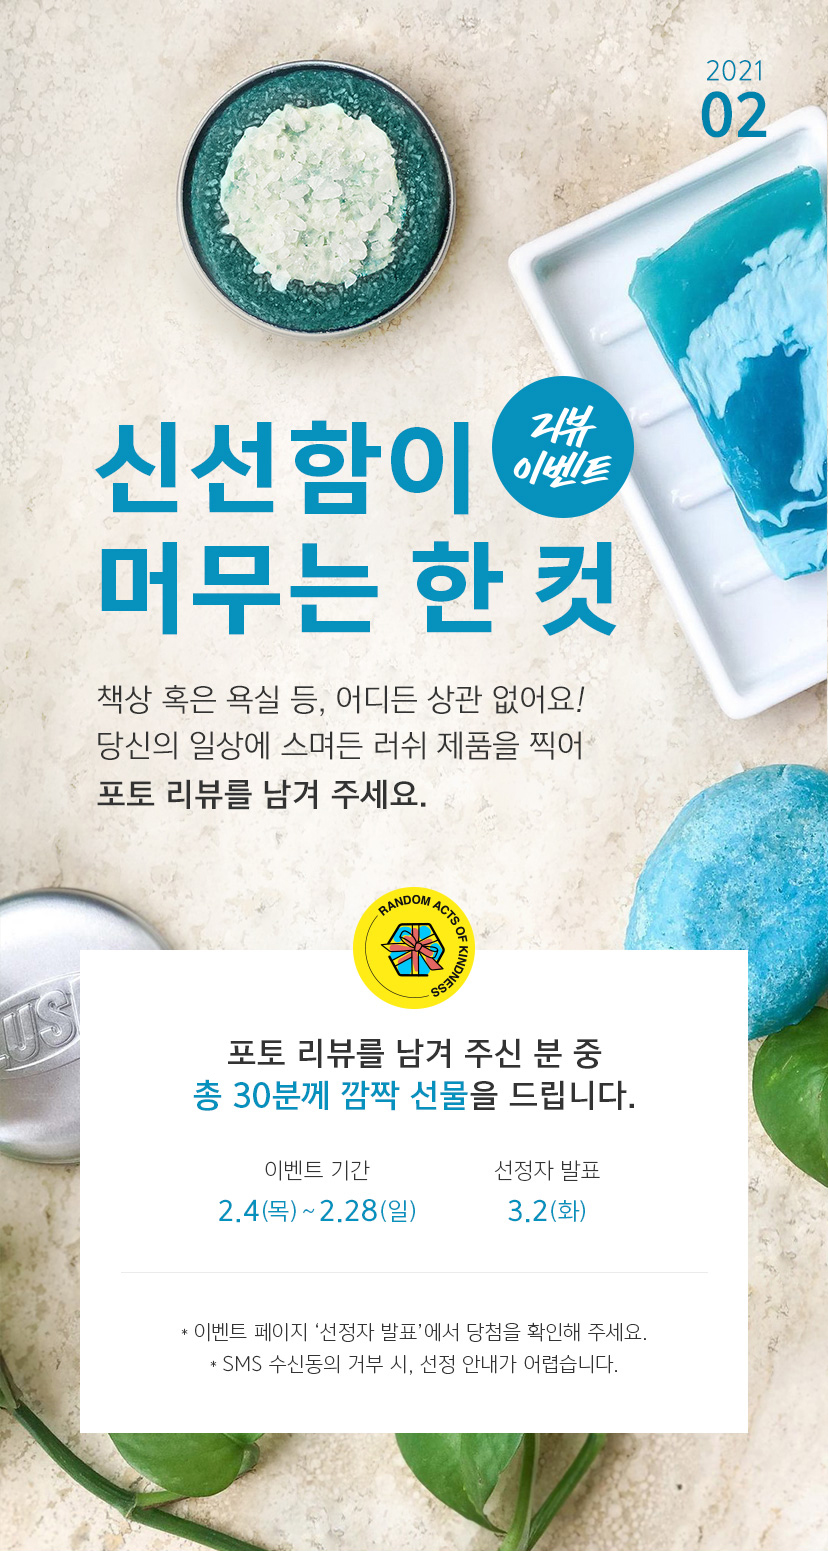 2021
02
신선함이
리뷰
이벤트
머무는 한 컷
책상 혹은 욕실 등, 어디든 상관 없어요!
당신의 일상에 스며든 러쉬 제품을 찍어
포토 리뷰를 남겨 주세요.
RANDOM ACTS OF KINDNESS
LUSH
포토 리뷰를 남겨 주신 분 중
총 30분께 깜짝 선물을 드립니다.
이벤트 기간
2.4(목) ~ 2.28(일)
선정자 발표
3.2(화)
* 이벤트 페이지 ‘선정자 발표’에서 당첨을 확인해 주세요.
* SMS 수신동의 거부 시, 선정 안내가 어렵습니다.